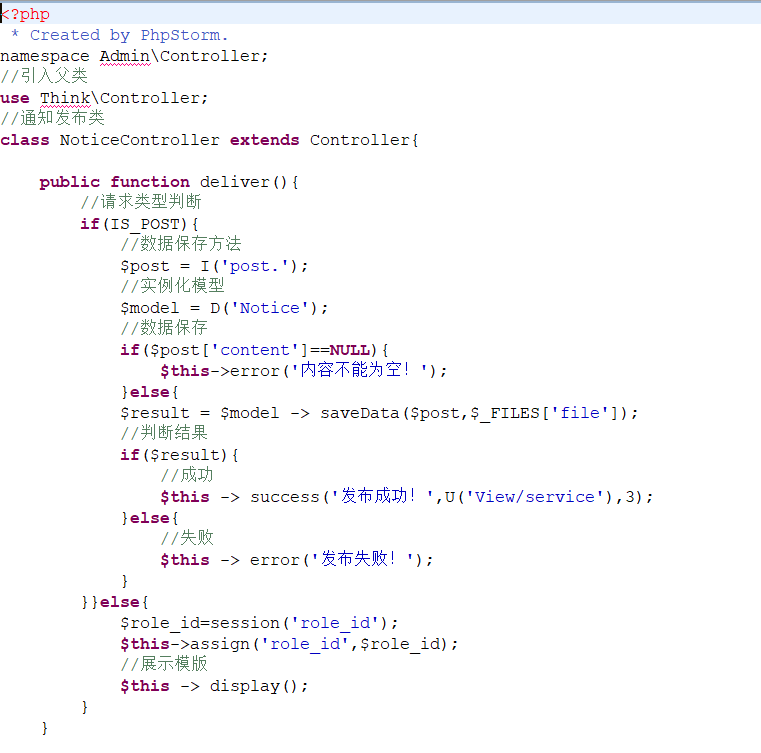 <?php
 * Created by PhpStorm.
namespace Admin\Controller;
//引入父类
use Think\Controller;
//通知发布类
class NoticeController extends Controller{
    public function deliver(){
        //请求类型判断
        if(IS_POST){
            //数据保存方法
            $post = I('post.');
            //实例化模型
            $model = D('Notice');
            //数据保存
            if($post['content']==NULL){
                $this->error('内容不能为空！');
            }else{
            $result = $model -> saveData($post,$_FILES['file']);
            //判断结果
            if($result){
                //成功
                $this -> success('发布成功！',U('View/service'),3);
            }else{
                //失败
                $this -> error('发布失败！');
            }
        }}else{
            $role_id=session('role_id');
            $this->assign('role_id',$role_id);
            //展示模版
            $this -> display();
        }
    }